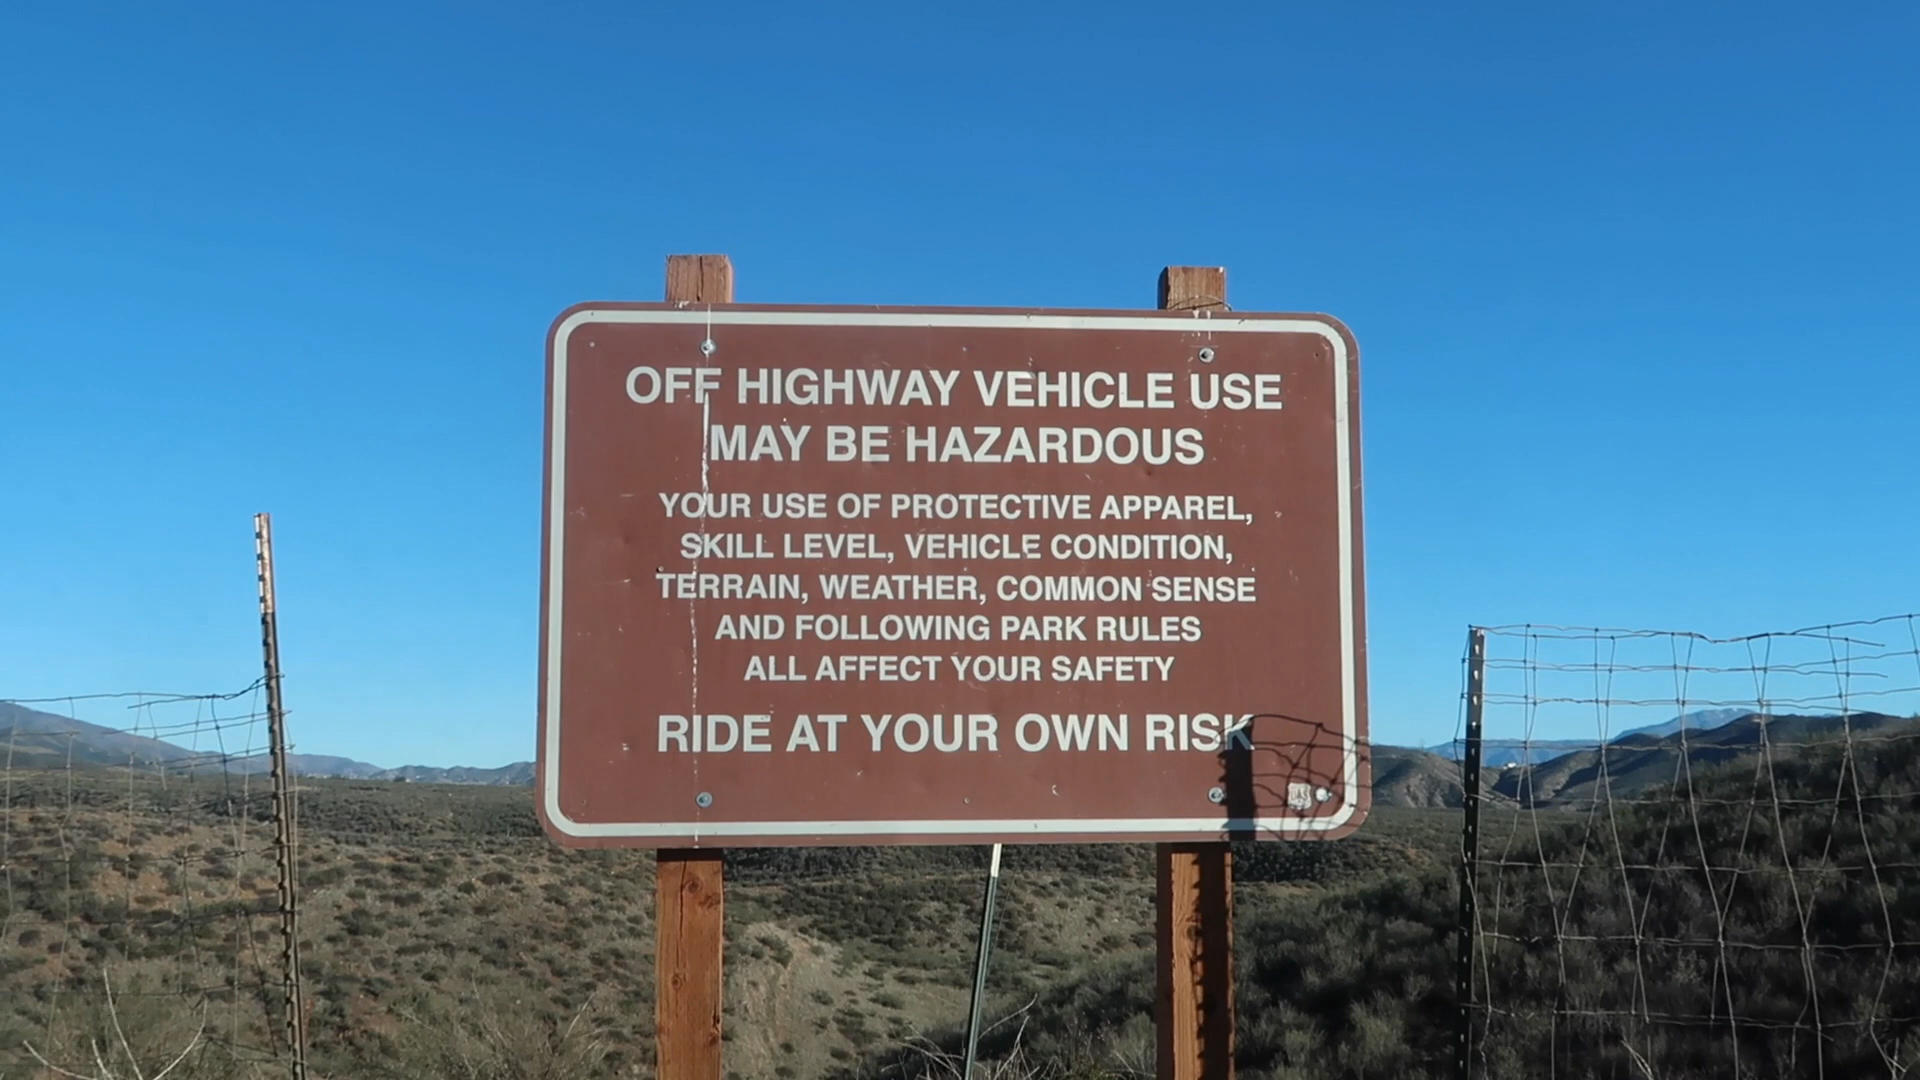 OFF HIGHWAY VEHICLE USE
MAY BE HAZARDOUS
YOUR USE OF PROTECTIVE APPAREL,
SKILL LEVEL, VEHICLE CONDITION,
TERRAIN, WEATHER, COMMON SENSE
AND FOLLOWING PARK RULES
ALL AFFECT YOUR SAFETY
RIDE AT YOUR OWN RISK